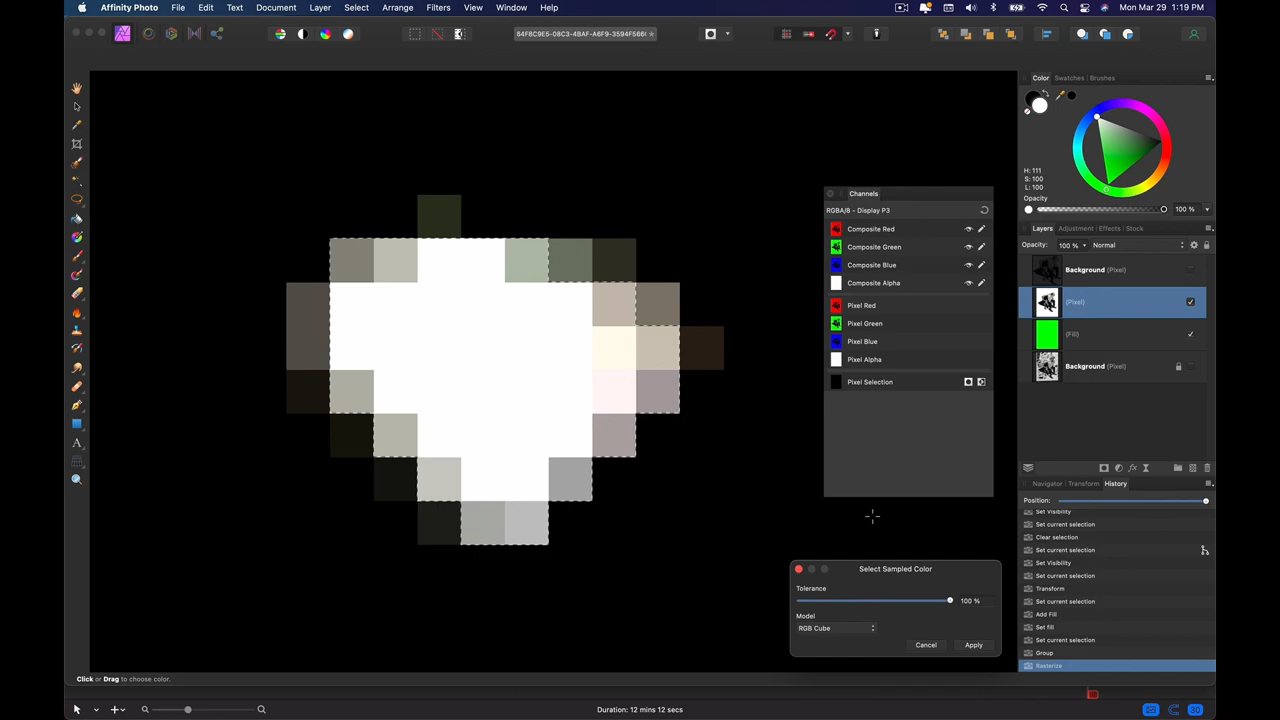 Affinity Photo File Edit Text Document Layer Select Arrange Filters View Window Help
Mon Mar 29 1:19 PM
64F8C9E5-08C3-4BAF-A6F9-3594F566
Color Swatches Brushes
H: 111
S: 100
L: 100
Opacity
100 %
Layers Adjustment Effects Stock
Opacity: 100 % Normal
Background (Pixel)
(Pixel)
(Fill)
Background (Pixel)
Channels
RGBA/8 - Display P3
Composite Red
Composite Green
Composite Blue
Composite Alpha
Pixel Red
Pixel Green
Pixel Blue
Pixel Alpha
Pixel Selection
Navigator Transform History
Position:
Set Visibility
Set current selection
Clear selection
Set current selection
Set Visibility
Set current selection
Transform
Set current selection
Add Fill
Set fill
Set current selection
Group
Rasterize
Select Sampled Color
Tolerance
100 %
Model
RGB Cube
Cancel Apply
Click or Drag to choose color.
Duration: 12 mins 12 secs
30